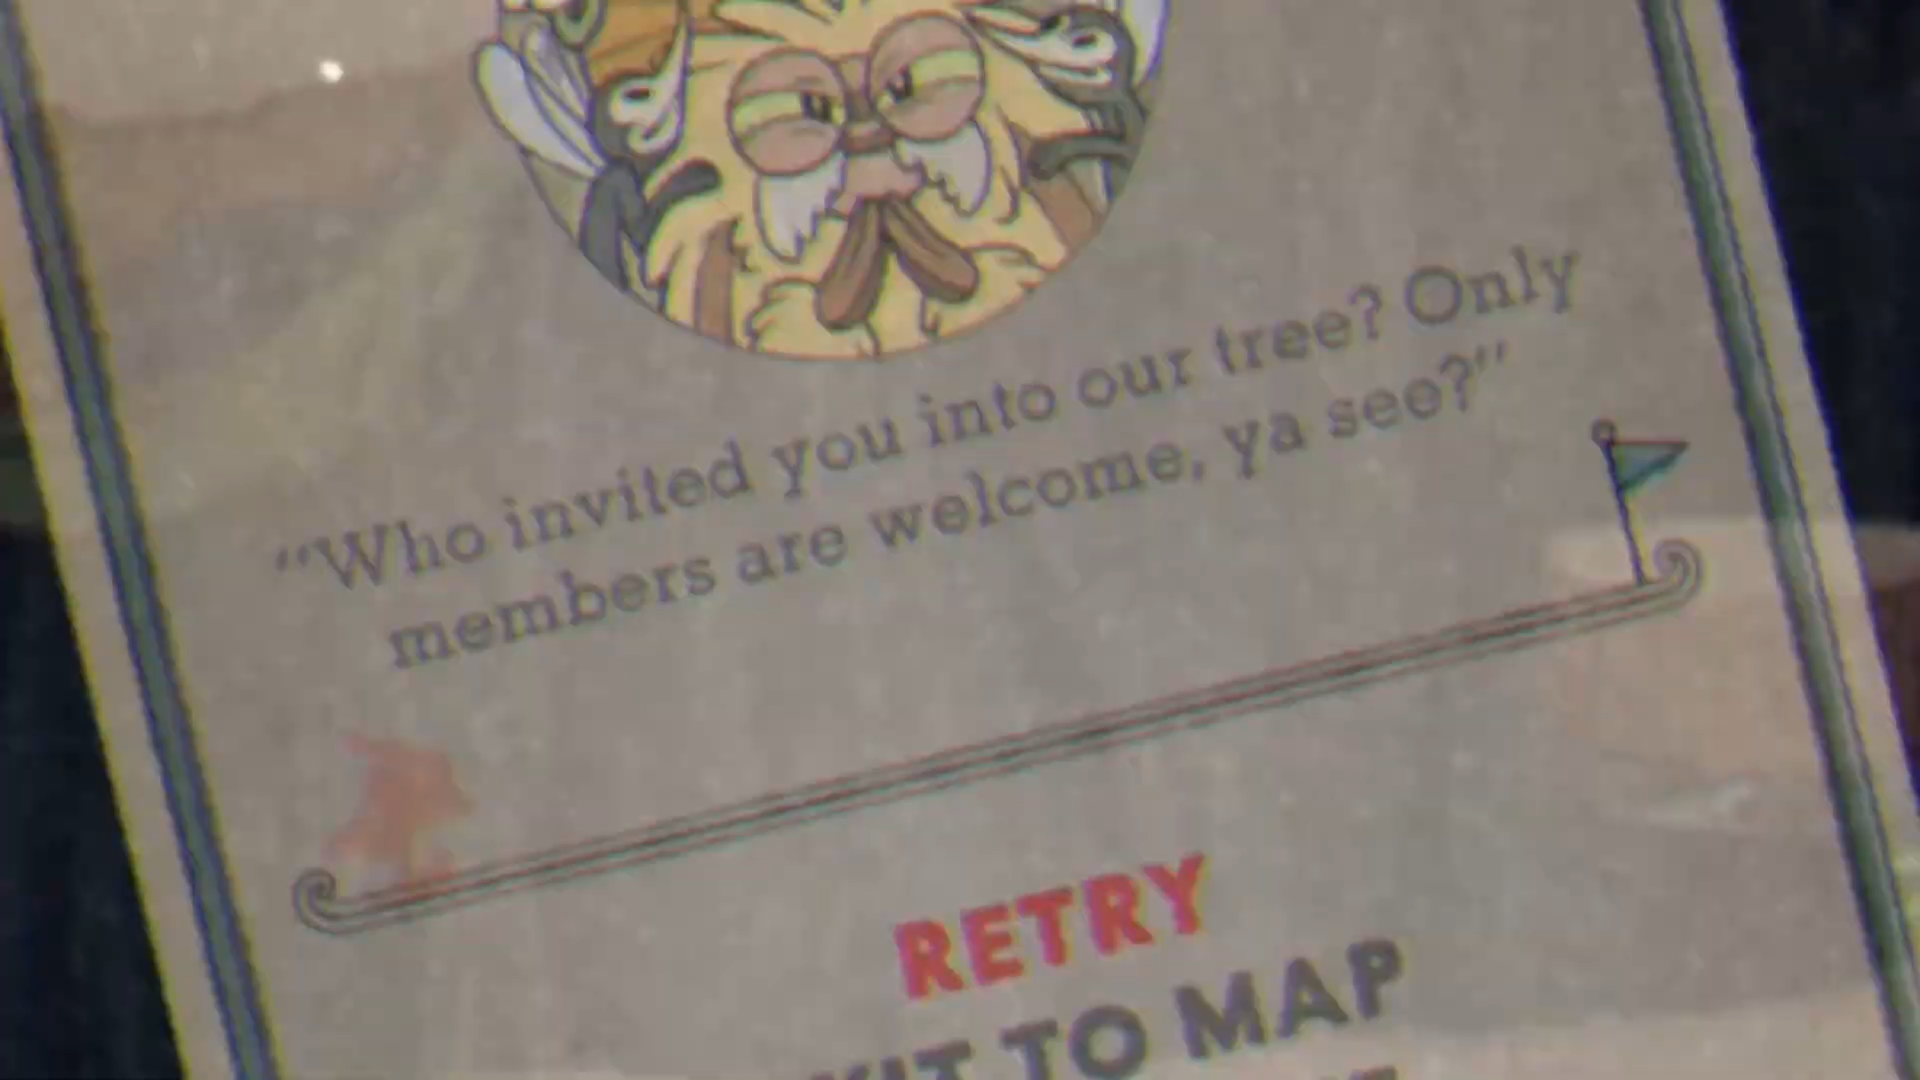 “Who invited you into our tree? Only
members are welcome, ya see?”
RETRY
TO MAP